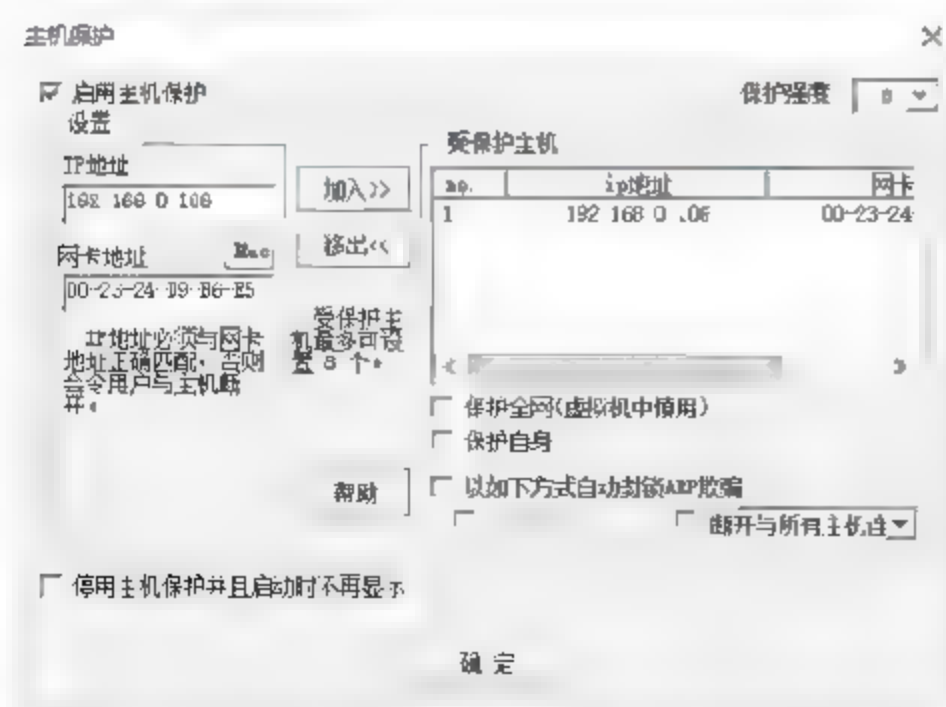 主机保护
启用主机保护
保护强度
设置
受保护主机
IP地址
加入>>
no. ip地址 网卡
1 00-23-24
移出<<
网卡地址 Mac
00-23-24-D9-B6-E5
IP地址必须与网卡
地址正确匹配，否则
会令用户与主机断
开。
受保护主
机最多可设
置 8 个。
保护全网(虚拟机中慎用)
保护自身
帮助
以如下方式自动封锁ARP欺骗
断开与所有主机连
停用主机保护并且启动时不再显示
确 定